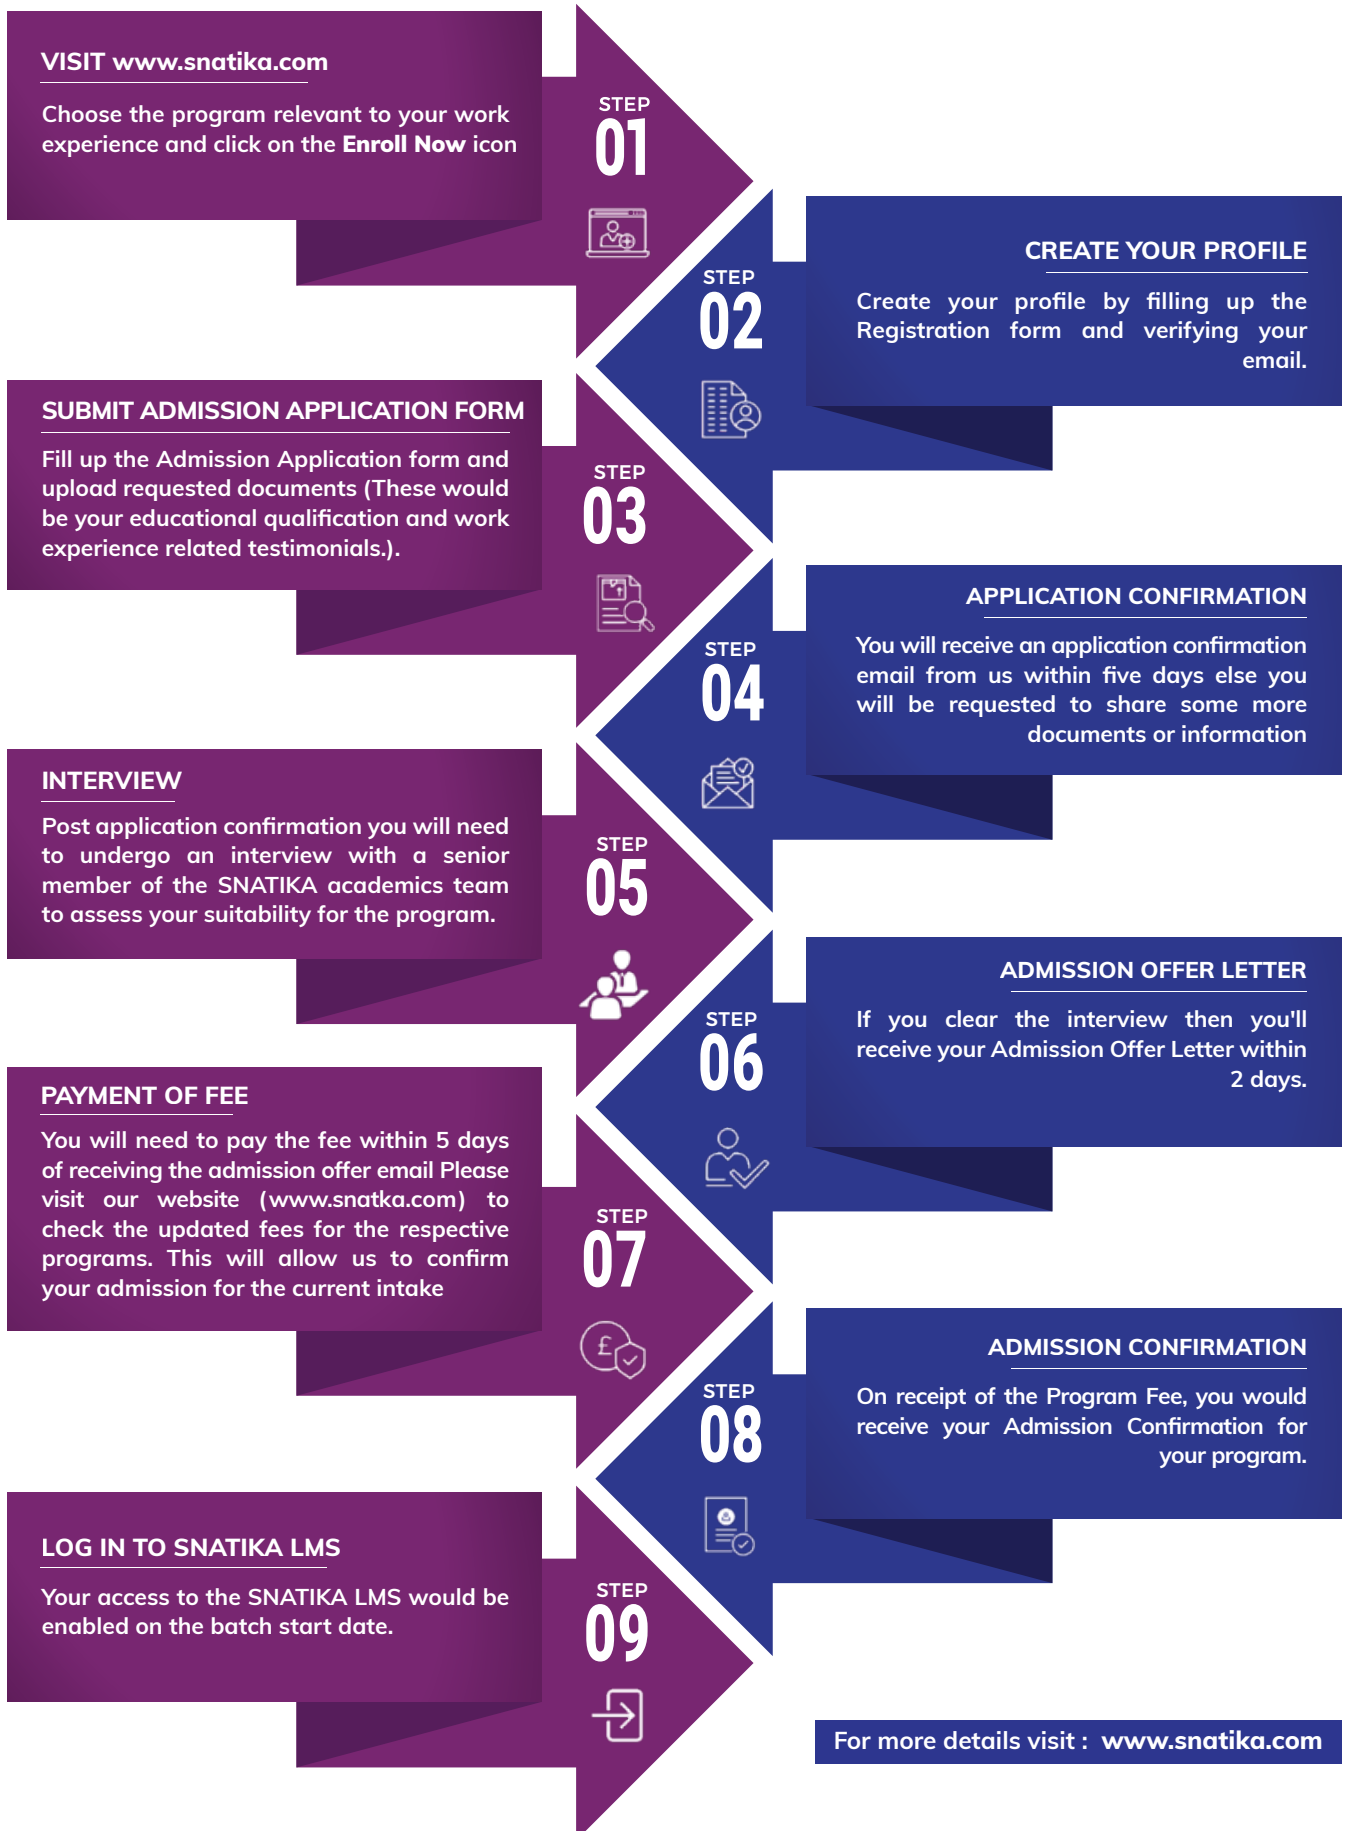 VISIT www.snatika.com
Choose the program relevant to your work
experience and click on the Enroll Now icon
STEP
01
STEP
02
CREATE YOUR PROFILE
Create your profile by filling up the
Registration form and verifying your
email.
SUBMIT ADMISSION APPLICATION FORM
Fill up the Admission Application form and
upload requested documents (These would
be your educational qualification and work
experience related testimonials.).
STEP
03
STEP
04
APPLICATION CONFIRMATION
You will receive an application confirmation
email from us within five days else you
will be requested to share some more
documents or information
INTERVIEW
Post application confirmation you will need
to undergo an interview with a senior
member of the SNATIKA academics team
to assess your suitability for the program.
STEP
05
STEP
06
ADMISSION OFFER LETTER
If you clear the interview then you'll
receive your Admission Offer Letter within
2 days.
PAYMENT OF FEE
You will need to pay the fee within 5 days
of receiving the admission offer email Please
visit our website (www.snatka.com) to
check the updated fees for the respective
programs. This will allow us to confirm
your admission for the current intake
STEP
07
£
STEP
08
ADMISSION CONFIRMATION
On receipt of the Program Fee, you would
receive your Admission Confirmation for
your program.
LOG IN TO SNATIKA LMS
Your access to the SNATIKA LMS would be
enabled on the batch start date.
STEP
09
For more details visit : www.snatika.com